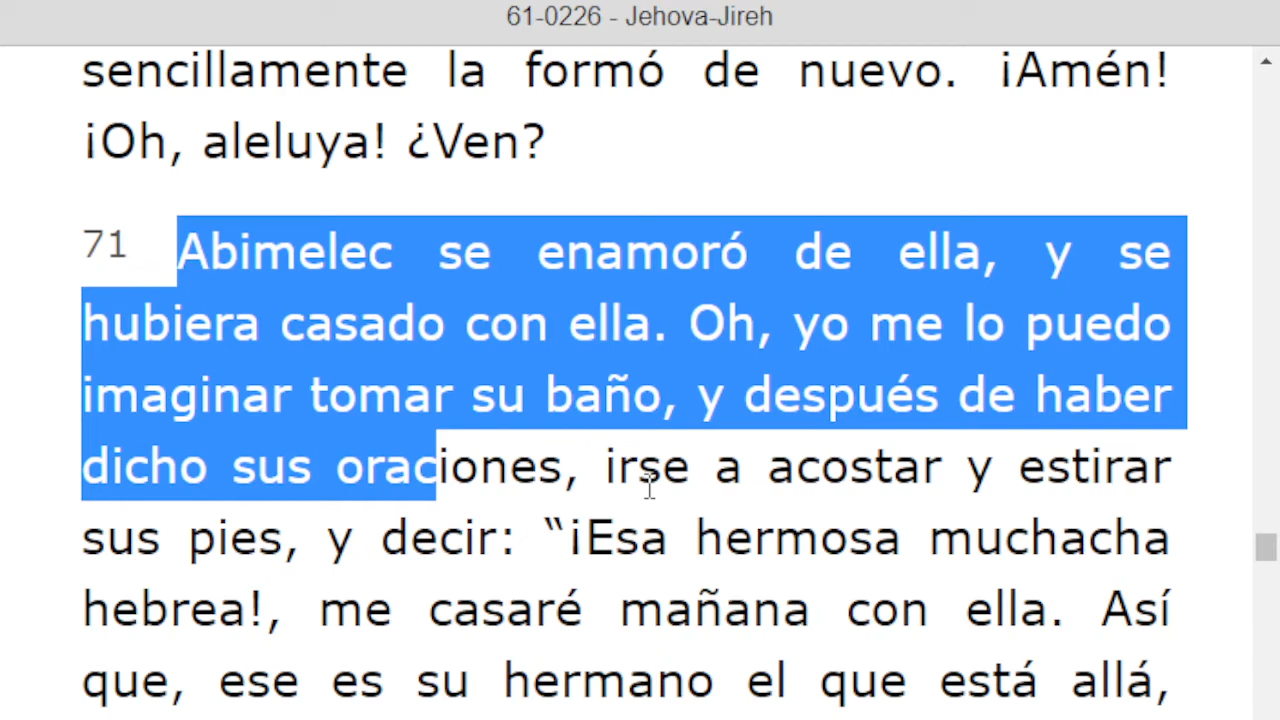 61-0226 - Jehova-Jireh
sencillamente la formó de nuevo. ¡Amén!
¡Oh, aleluya! ¿Ven?
71 Abimelec se enamoró de ella, y se
hubiera casado con ella. Oh, yo me lo puedo
imaginar tomar su baño, y después de haber
dicho sus oraciones, irse a acostar y estirar
sus pies, y decir: “¡Esa hermosa muchacha
hebrea!, me casaré mañana con ella. Así
que, ese es su hermano el que está allá,